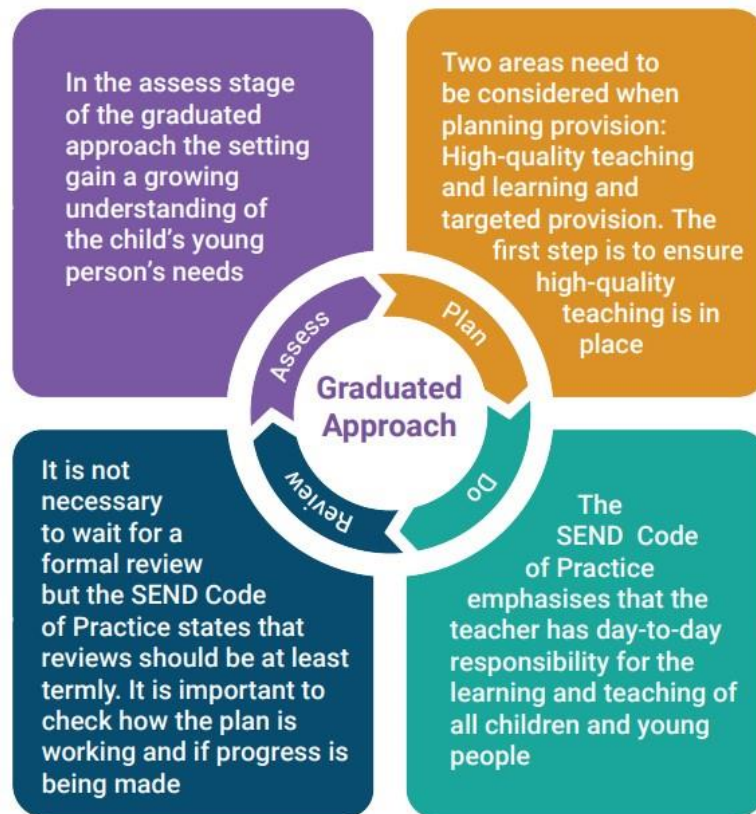 In the assess stage
of the graduated
approach the setting
gain a growing
understanding of
the child's young
person's needs
Two areas need to
be considered when
planning provision:
High-quality teaching
and learning and
targeted provision. The
first step is to ensure
high-quality
teaching is in
place
Assess
Plan
Graduated
Approach
Review
Do
It is not
necessary
to wait for a
formal review
but the SEND Code
of Practice states that
reviews should be at least
termly. It is important to
check how the plan is
working and if progress is
being made
The
SEND Code
of Practice
emphasises that the
teacher has day-to-day
responsibility for the
learning and teaching of
all children and young
people